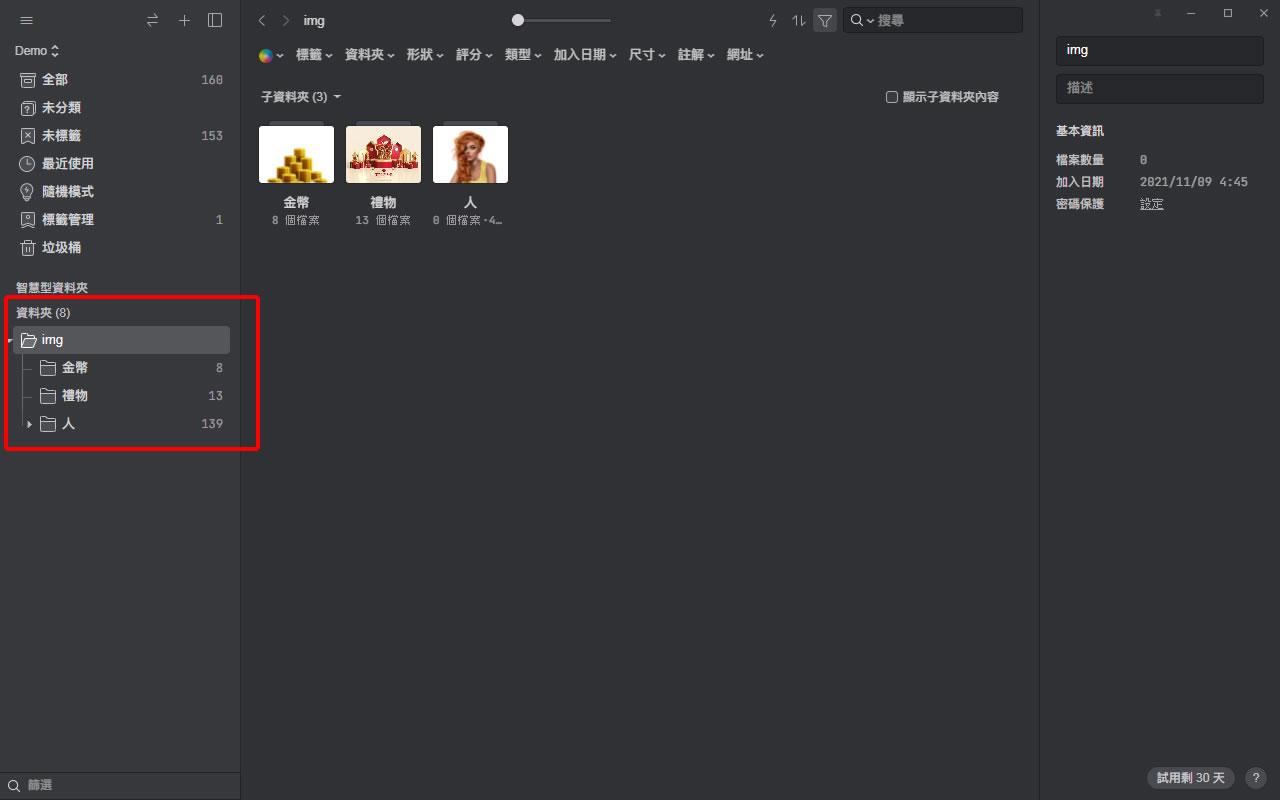 Demo
全部 160
未分類
未標籤 153
最近使用
隨機模式
標籤管理 1
垃圾桶
智慧型資料夾
資料夾 (8)
img
金幣 8
禮物 13
人 139
篩選
img
搜尋
標籤 資料夾 形狀 評分 類型 加入日期 尺寸 註解 網址
子資料夾 (3)
顯示子資料夾內容
金幣 禮物 人
8 個檔案 13 個檔案 0 個檔案·4...
img
描述
基本資訊
檔案數量 0
加入日期 2021/11/09 4:45
密碼保護 設定
試用剩 30 天
?